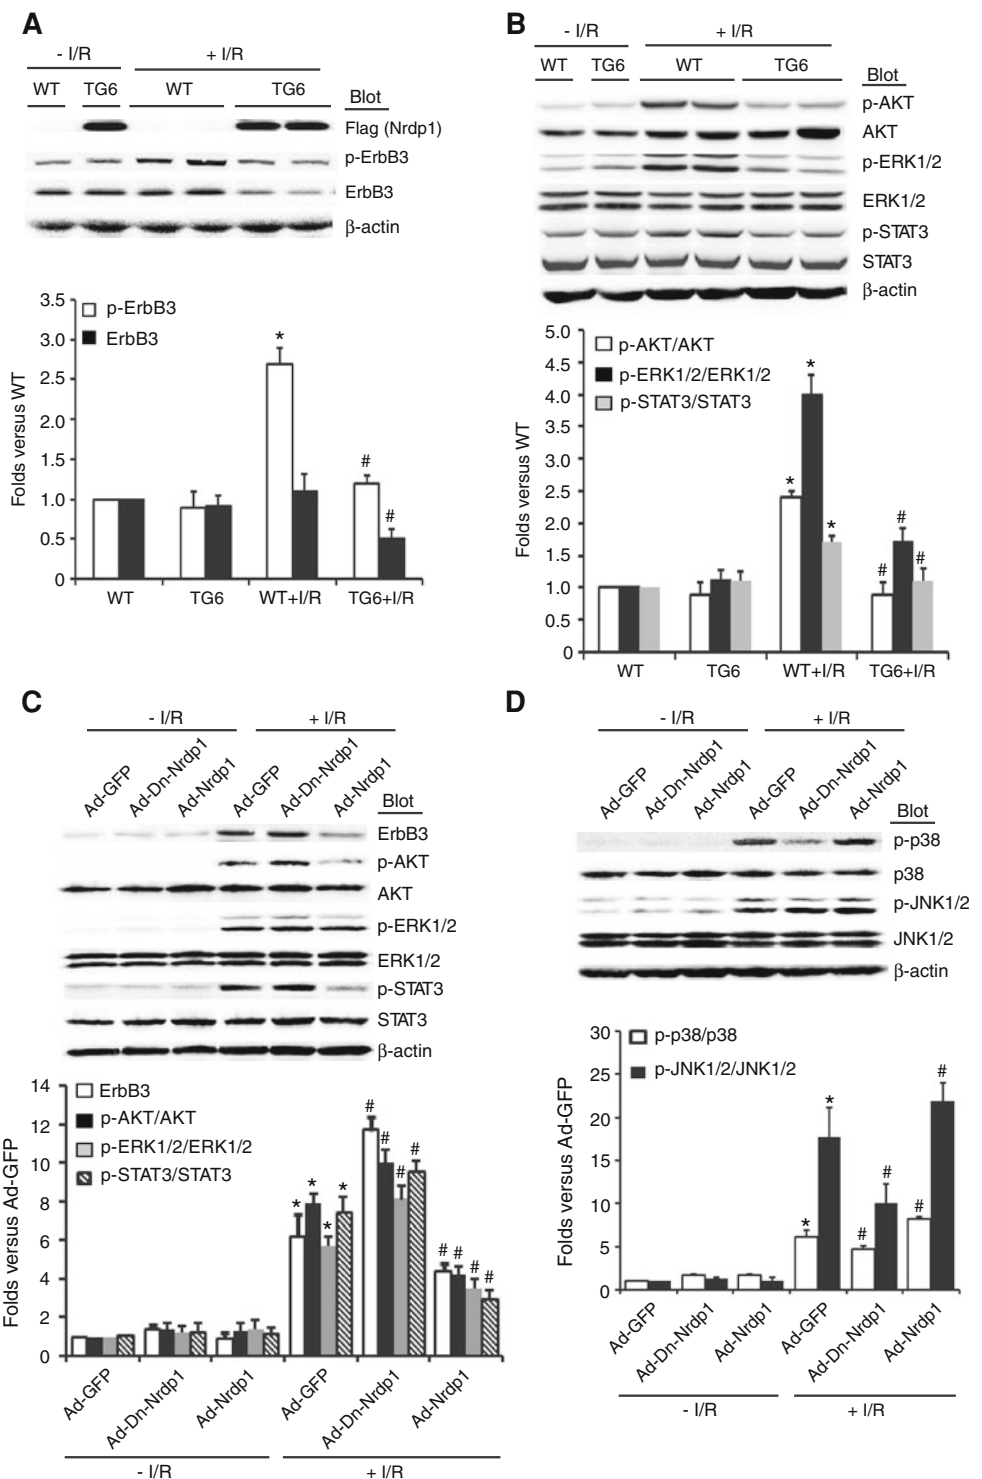 A
- I/R
+ I/R
WT TG6 WT TG6
Blot
Flag (Nrdp1)
p-ErbB3
ErbB3
β-actin
3.5
3.0
2.5
2.0
1.5
1.0
0.5
0
Folds versus WT
p-ErbB3
ErbB3
*
#
#
WT TG6 WT+I/R TG6+I/R
B
- I/R
+ I/R
WT TG6 WT TG6
Blot
p-AKT
AKT
p-ERK1/2
ERK1/2
p-STAT3
STAT3
β-actin
5.0
4.5
4.0
3.5
3.0
2.5
2.0
1.5
1.0
0.5
0
Folds versus WT
p-AKT/AKT
p-ERK1/2/ERK1/2
p-STAT3/STAT3
*
*
*
#
#
#
WT TG6 WT+I/R TG6+I/R
C
- I/R
+ I/R
Ad-GFP
Ad-Dn-Nrdp1
Ad-Nrdp1
Ad-GFP
Ad-Dn-Nrdp1
Ad-Nrdp1
Blot
ErbB3
p-AKT
AKT
p-ERK1/2
ERK1/2
p-STAT3
STAT3
β-actin
14
12
10
8
6
4
2
0
Folds versus Ad-GFP
ErbB3
p-AKT/AKT
p-ERK1/2/ERK1/2
p-STAT3/STAT3
*
*
*
*
#
#
#
#
#
#
#
#
Ad-GFP
Ad-Dn-Nrdp1
Ad-Nrdp1
Ad-GFP
Ad-Dn-Nrdp1
Ad-Nrdp1
- I/R
+ I/R
D
- I/R
+ I/R
Ad-GFP
Ad-Dn-Nrdp1
Ad-Nrdp1
Ad-GFP
Ad-Dn-Nrdp1
Ad-Nrdp1
Blot
p-p38
p38
p-JNK1/2
JNK1/2
β-actin
30
25
20
15
10
5
0
Folds versus Ad-GFP
p-p38/p38
p-JNK1/2/JNK1/2
*
*
#
#
#
#
Ad-GFP
Ad-Dn-Nrdp1
Ad-Nrdp1
Ad-GFP
Ad-Dn-Nrdp1
Ad-Nrdp1
- I/R
+ I/R